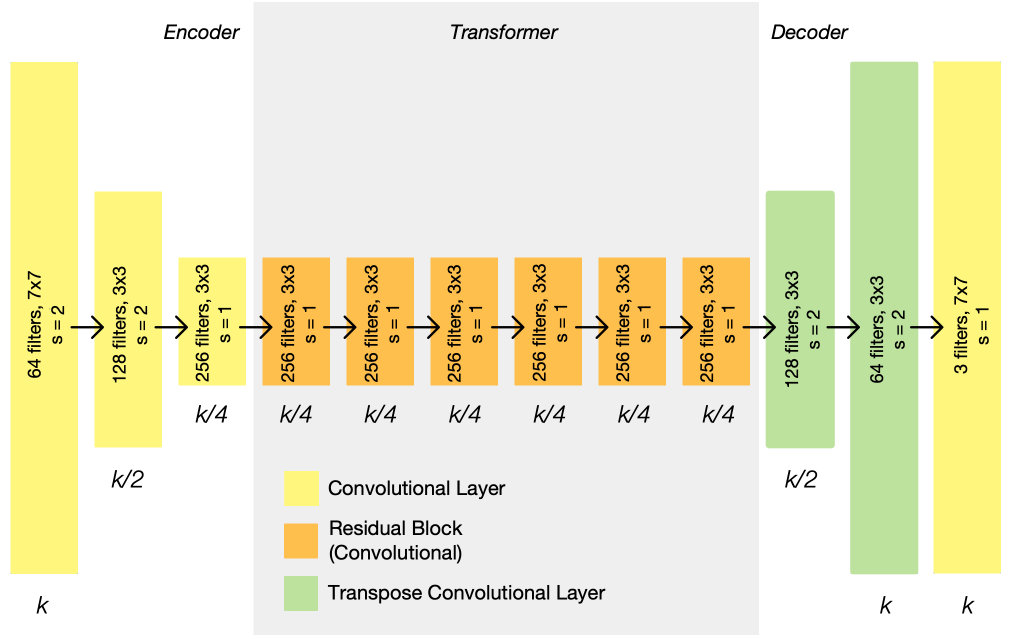 Encoder
Transformer
Decoder
64 filters, 7x7
s = 2
128 filters, 3x3
s = 2
256 filters, 3x3
s = 1
256 filters, 3x3
s = 1
256 filters, 3x3
s = 1
256 filters, 3x3
s = 1
256 filters, 3x3
s = 1
256 filters, 3x3
s = 1
256 filters, 3x3
s = 1
128 filters, 3x3
s = 2
64 filters, 3x3
s = 2
3 filters, 7x7
s = 1
k
k/2
k/4
k/4
k/4
k/4
k/4
k/4
k/4
k/2
k
k
Convolutional Layer
Residual Block
(Convolutional)
Transpose Convolutional Layer